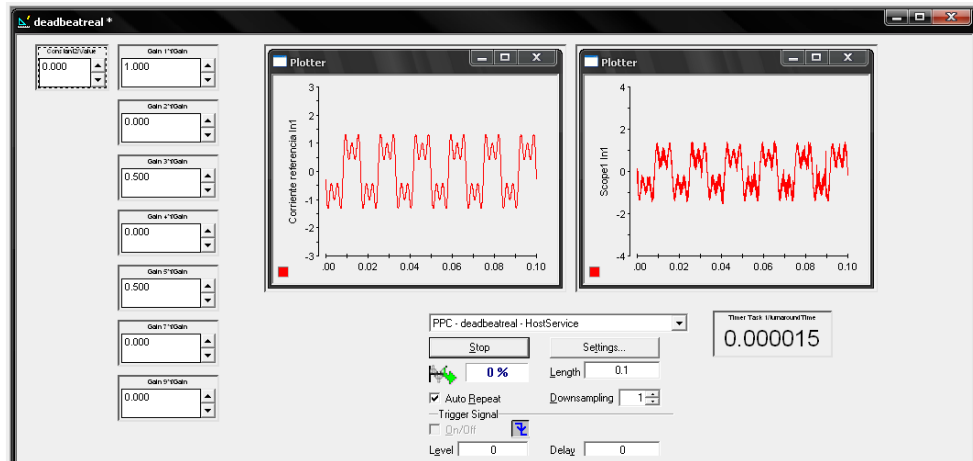 deadbeatreal *
Constant2/Value
0.000
Gain 1*f/Gain
1.000
Gain 2*f/Gain
0.000
Gain 3*f/Gain
0.500
Gain 4*f/Gain
0.000
Gain 5*f/Gain
0.500
Gain 7*f/Gain
0.000
Gain 9*f/Gain
0.000
Plotter
Corriente referencia In1
3
2
1
0
-1
-2
-3
.00 0.02 0.04 0.06 0.08 0.10
Plotter
Scope1 In1
4
2
0
-2
-4
.00 0.02 0.04 0.06 0.08 0.10
PPC - deadbeatreal - HostService
Stop Settings...
0 % Length 0.1
Auto Repeat Downsampling 1
Trigger Signal
On/Off
Level 0 Delay 0
Timer Task 1/turnaroundTime
0.000015